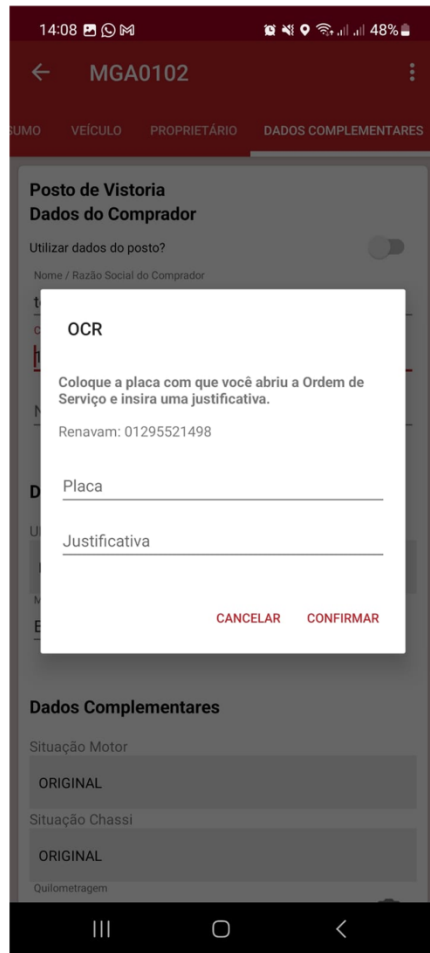 14:08 48%
MGA0102
SUMO VEÍCULO PROPRIETÁRIO DADOS COMPLEMENTARES
Posto de Vistoria
Dados do Comprador
Utilizar dados do posto?
Nome / Razão Social do Comprador
OCR
Coloque a placa com que você abriu a Ordem de
Serviço e insira uma justificativa.
Renavam: 01295521498
Placa
Justificativa
CANCELAR CONFIRMAR
Dados Complementares
Situação Motor
ORIGINAL
Situação Chassi
ORIGINAL
Quilometragem